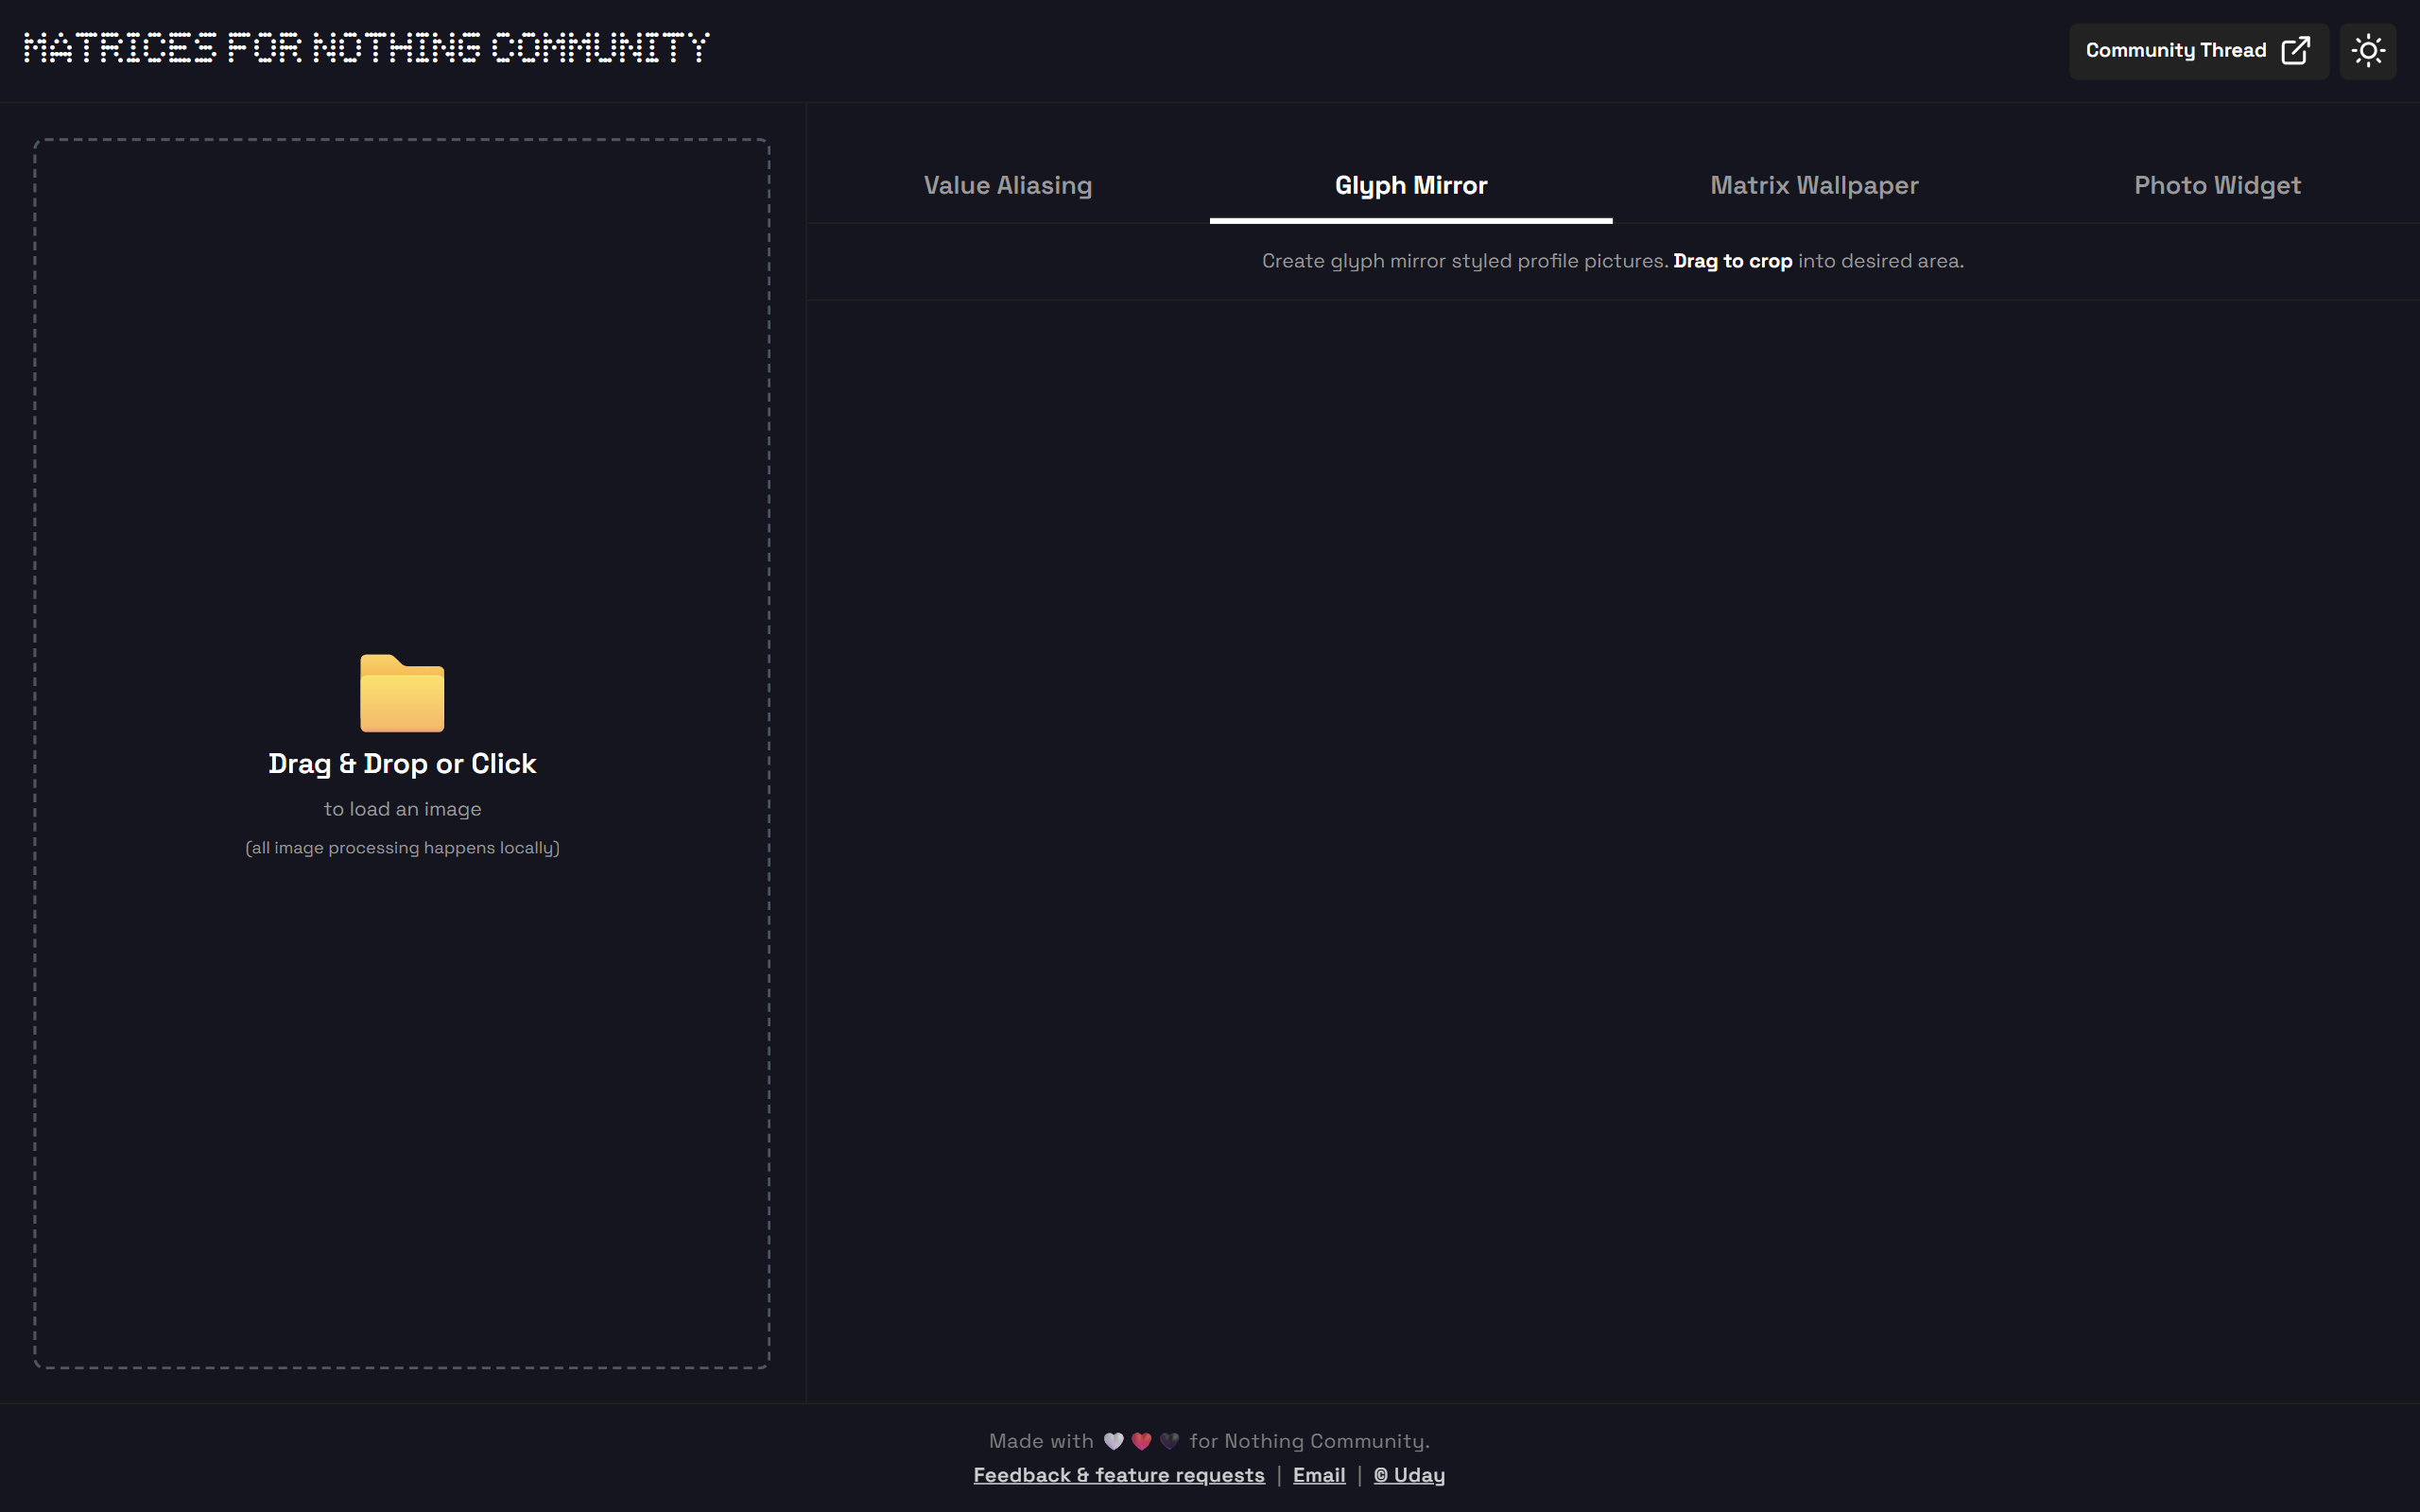 MATRICES FOR NOTHING COMMUNITY
Community Thread
Value Aliasing
Glyph Mirror
Matrix Wallpaper
Photo Widget
Create glyph mirror styled profile pictures. Drag to crop into desired area.
Drag & Drop or Click
to load an image
(all image processing happens locally)
Made with 🤍 ❤️ 🖤 for Nothing Community.
Feedback & feature requests | Email | © Uday